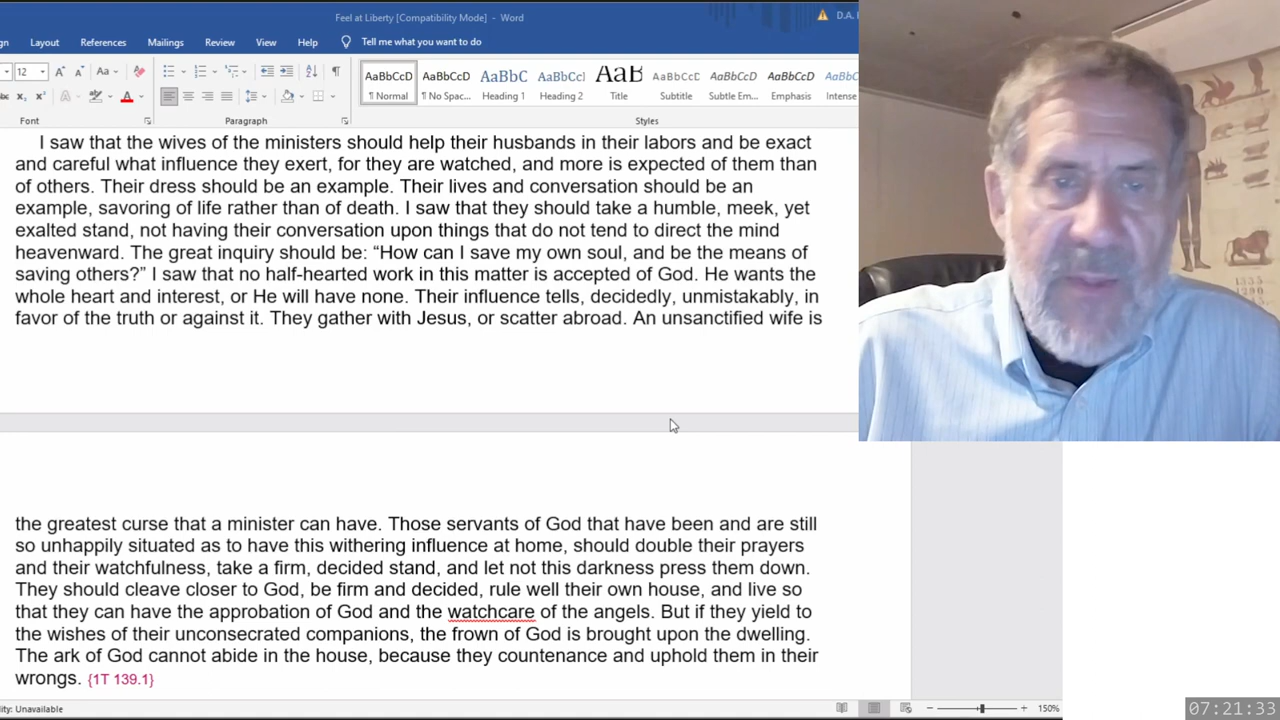 Feel at Liberty [Compatibility Mode] - Word
D.A.
gn Layout References Mailings Review View Help Tell me what you want to do
12 Aa
AaBbCcD AaBbCcD AaBbC AaBbCcI AaB AaBbCcD AaBbCcD AaBbCcD AaBbC
¶ Normal ¶ No Spac... Heading 1 Heading 2 Title Subtitle Subtle Em... Emphasis Intense
Font Paragraph Styles
I saw that the wives of the ministers should help their husbands in their labors and be exact
and careful what influence they exert, for they are watched, and more is expected of them than
of others. Their dress should be an example. Their lives and conversation should be an
example, savoring of life rather than of death. I saw that they should take a humble, meek, yet
exalted stand, not having their conversation upon things that do not tend to direct the mind
heavenward. The great inquiry should be: “How can I save my own soul, and be the means of
saving others?” I saw that no half-hearted work in this matter is accepted of God. He wants the
whole heart and interest, or He will have none. Their influence tells, decidedly, unmistakably, in
favor of the truth or against it. They gather with Jesus, or scatter abroad. An unsanctified wife is
the greatest curse that a minister can have. Those servants of God that have been and are still
so unhappily situated as to have this withering influence at home, should double their prayers
and their watchfulness, take a firm, decided stand, and let not this darkness press them down.
They should cleave closer to God, be firm and decided, rule well their own house, and live so
that they can have the approbation of God and the watchcare of the angels. But if they yield to
the wishes of their unconsecrated companions, the frown of God is brought upon the dwelling.
The ark of God cannot abide in the house, because they countenance and uphold them in their
wrongs. {1T 139.1}
lity: Unavailable
150%
07:21:33